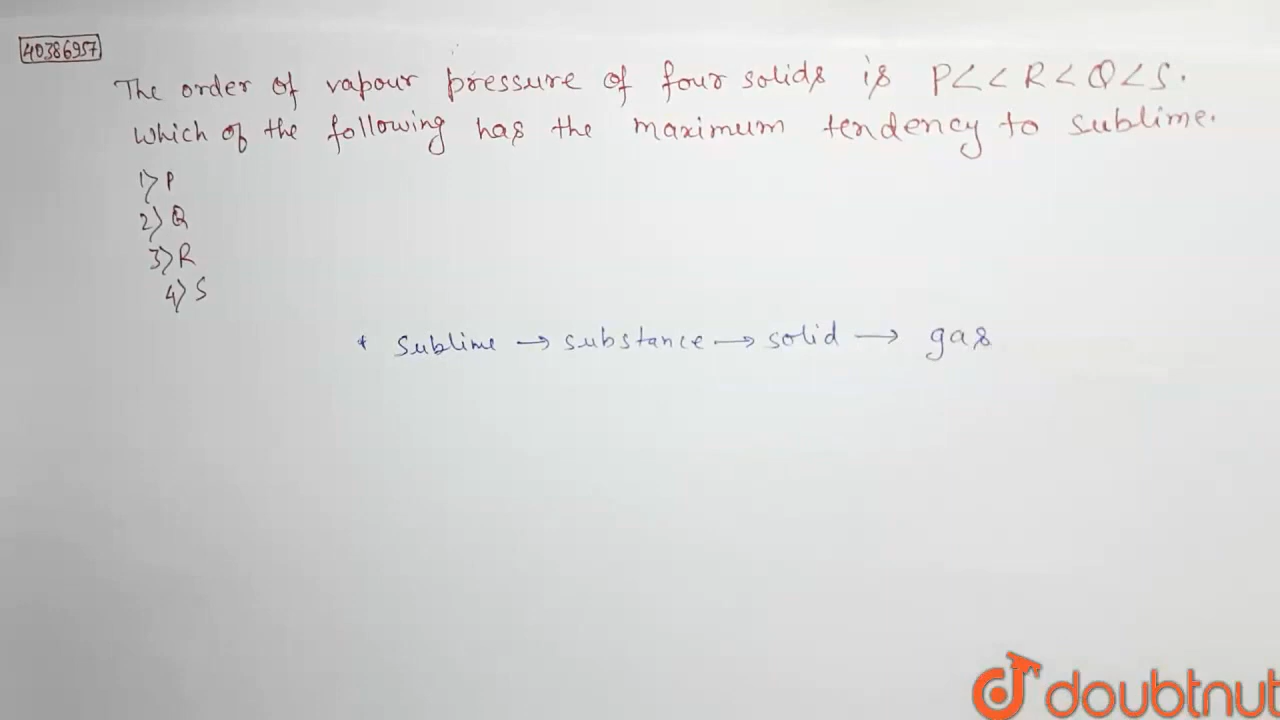 40386957
The order of vapour pressure of four solids is P<< R < Q < S.
Which of the following has the maximum tendency to sublime.
1) P
2) Q
3) R
4) S
* Sublime → substance → solid → gas
doubtnut